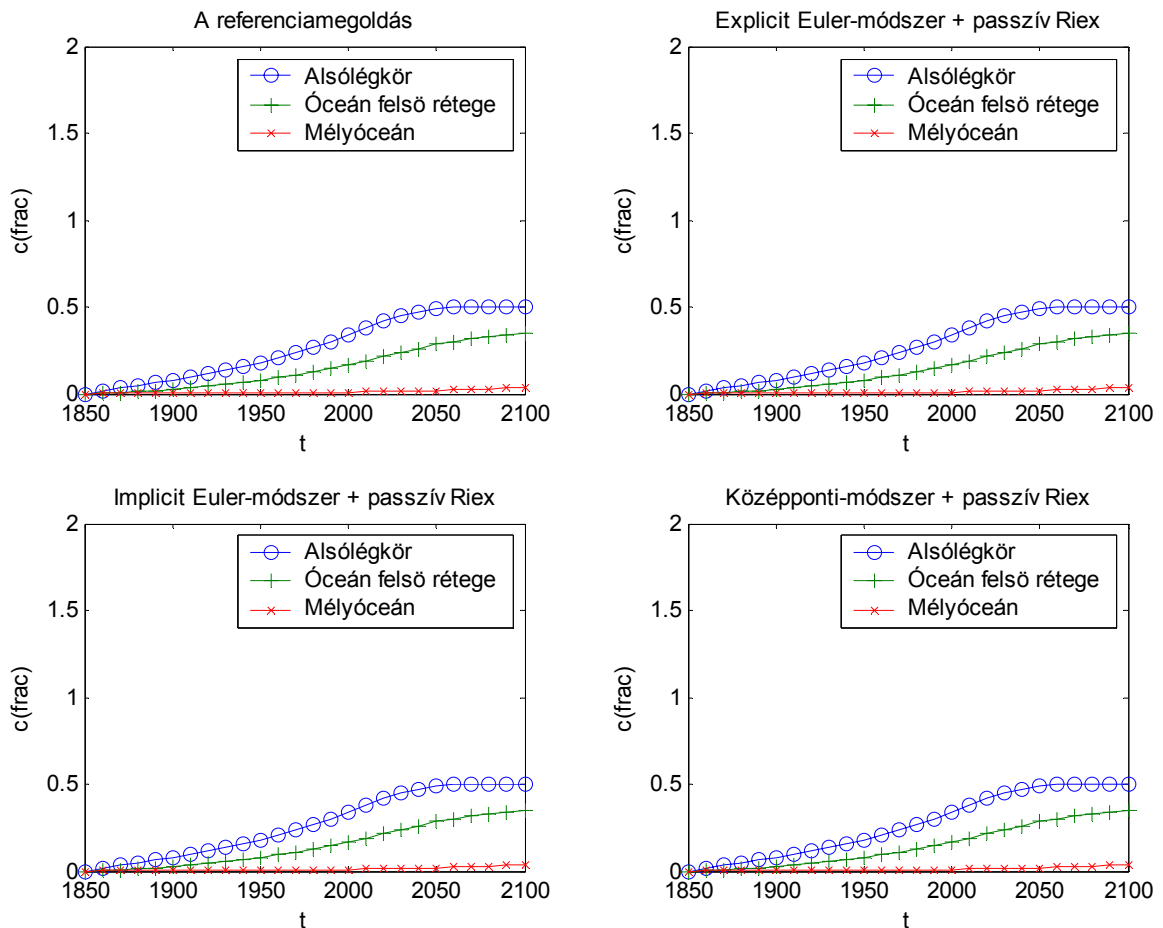 A referenciamegoldás
2
1.5
1
0.5
0
c(frac)
Alsólégkör
Óceán felsö rétege
Mélyóceán
1850 1900 1950 2000 2050 2100
t
Explicit Euler-módszer + passzív Riex
2
1.5
1
0.5
0
c(frac)
Alsólégkör
Óceán felsö rétege
Mélyóceán
1850 1900 1950 2000 2050 2100
t
Implicit Euler-módszer + passzív Riex
2
1.5
1
0.5
0
c(frac)
Alsólégkör
Óceán felsö rétege
Mélyóceán
1850 1900 1950 2000 2050 2100
t
Középponti-módszer + passzív Riex
2
1.5
1
0.5
0
c(frac)
Alsólégkör
Óceán felsö rétege
Mélyóceán
1850 1900 1950 2000 2050 2100
t